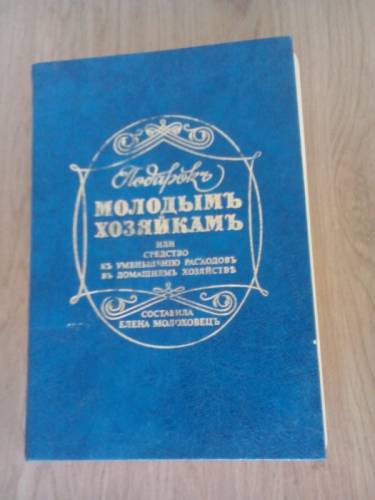 Подарокъ
МОЛОДЫМЪ
ХОЗЯЙКАМЪ
ИЛИ
СРЕДСТВО
КЪ УМЕНЬШЕНІЮ РАСХОДОВЪ
ВЪ ДОМАШНЕМЪ ХОЗЯЙСТВѢ
СОСТАВИЛА
ЕЛЕНА МОЛОХОВЕЦЪ